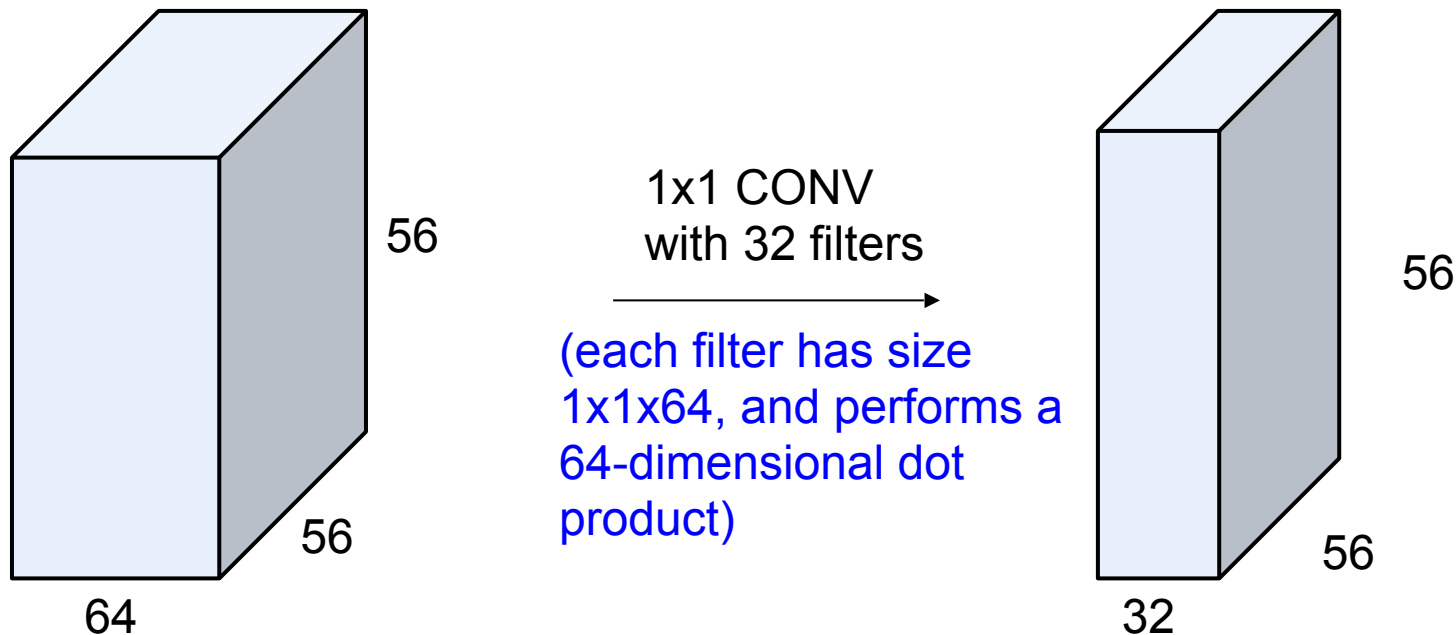 56
56
64
1x1 CONV
with 32 filters
(each filter has size
1x1x64, and performs a
64-dimensional dot
product)
56
56
32